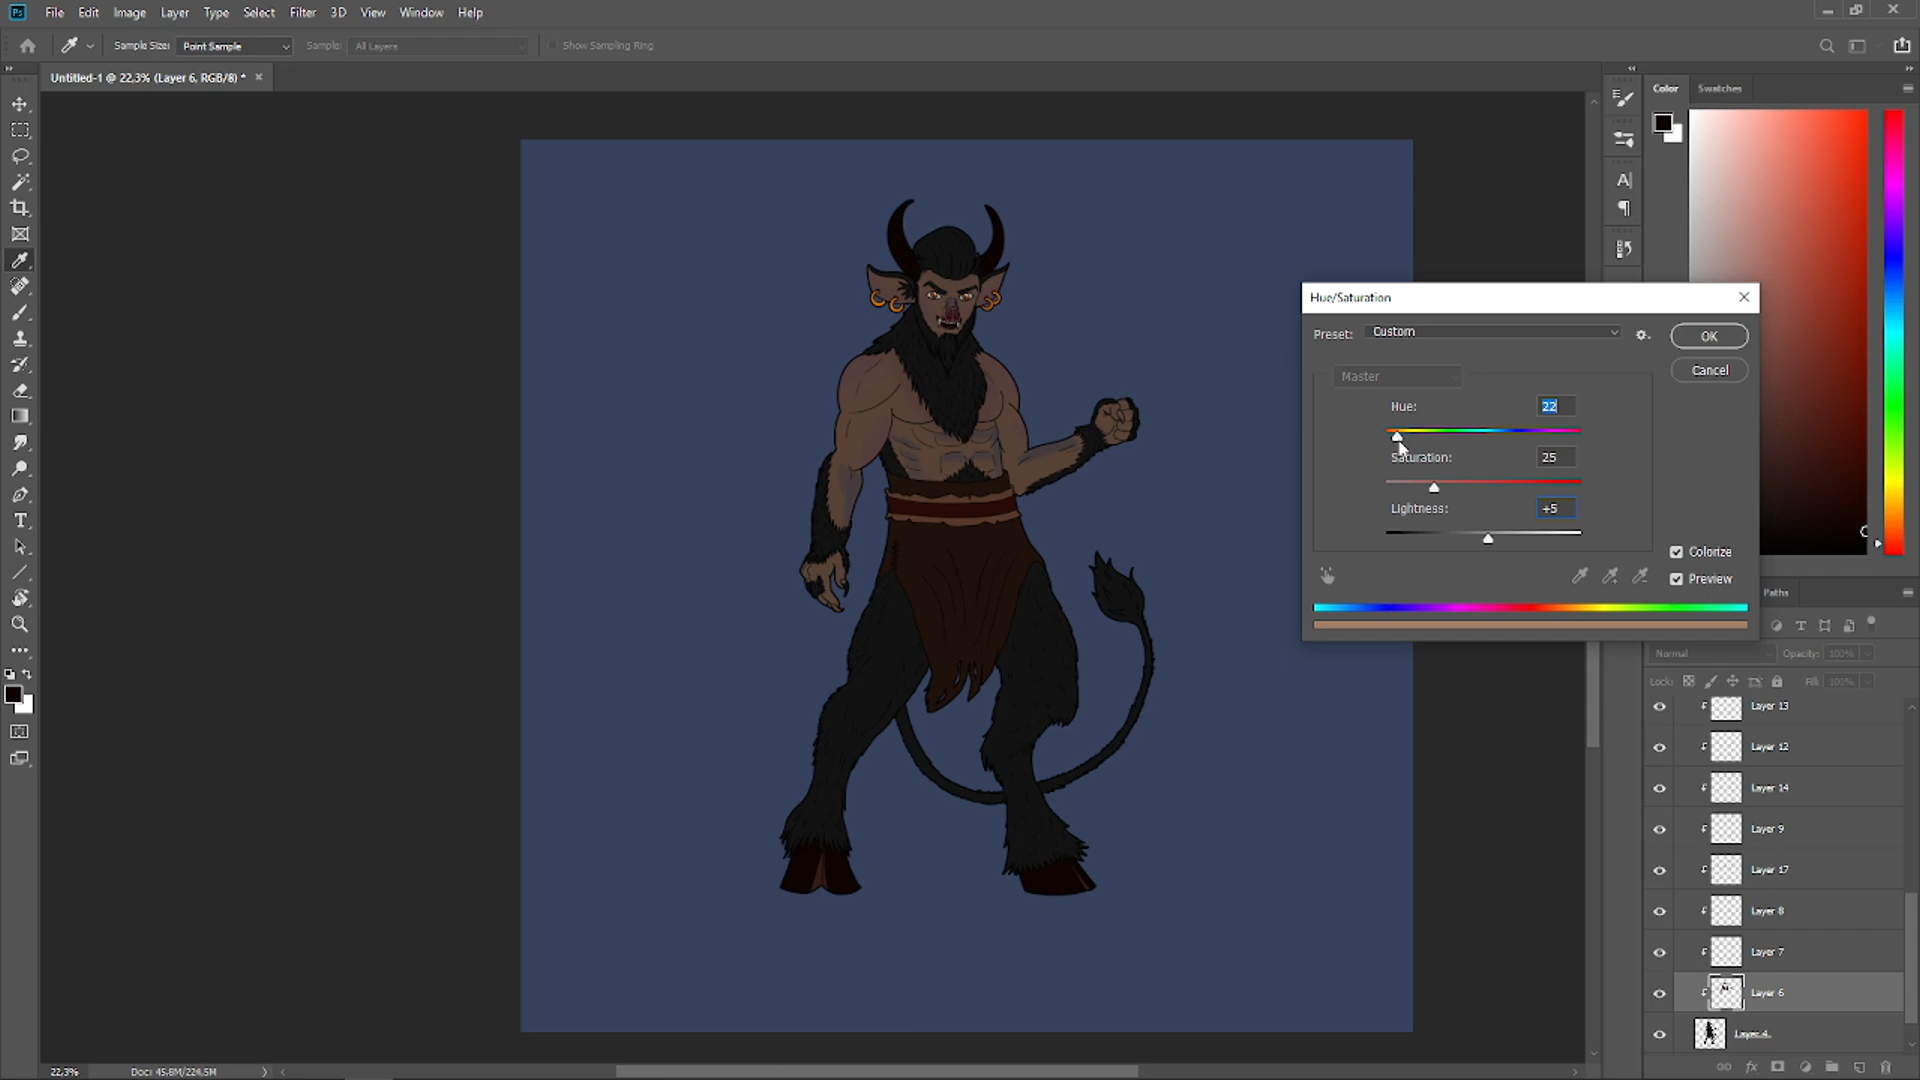 Ps File Edit Image Layer Type Select Filter 3D View Window Help
Sample Size: Point Sample Sample: All Layers Show Sampling Ring
Untitled-1 @ 22,3% (Layer 6, RGB/8) *
Color Swatches
Hue/Saturation
Preset: Custom
OK
Master
Cancel
Hue: 22
Saturation: 25
Lightness: +5
Colorize
Preview
Paths
Normal Opacity: 100%
Lock: Fill: 100%
Layer 13
Layer 12
Layer 14
Layer 9
Layer 17
Layer 8
Layer 7
Layer 6
Layer 4
22,3% Doc: 45,8M/224,5M